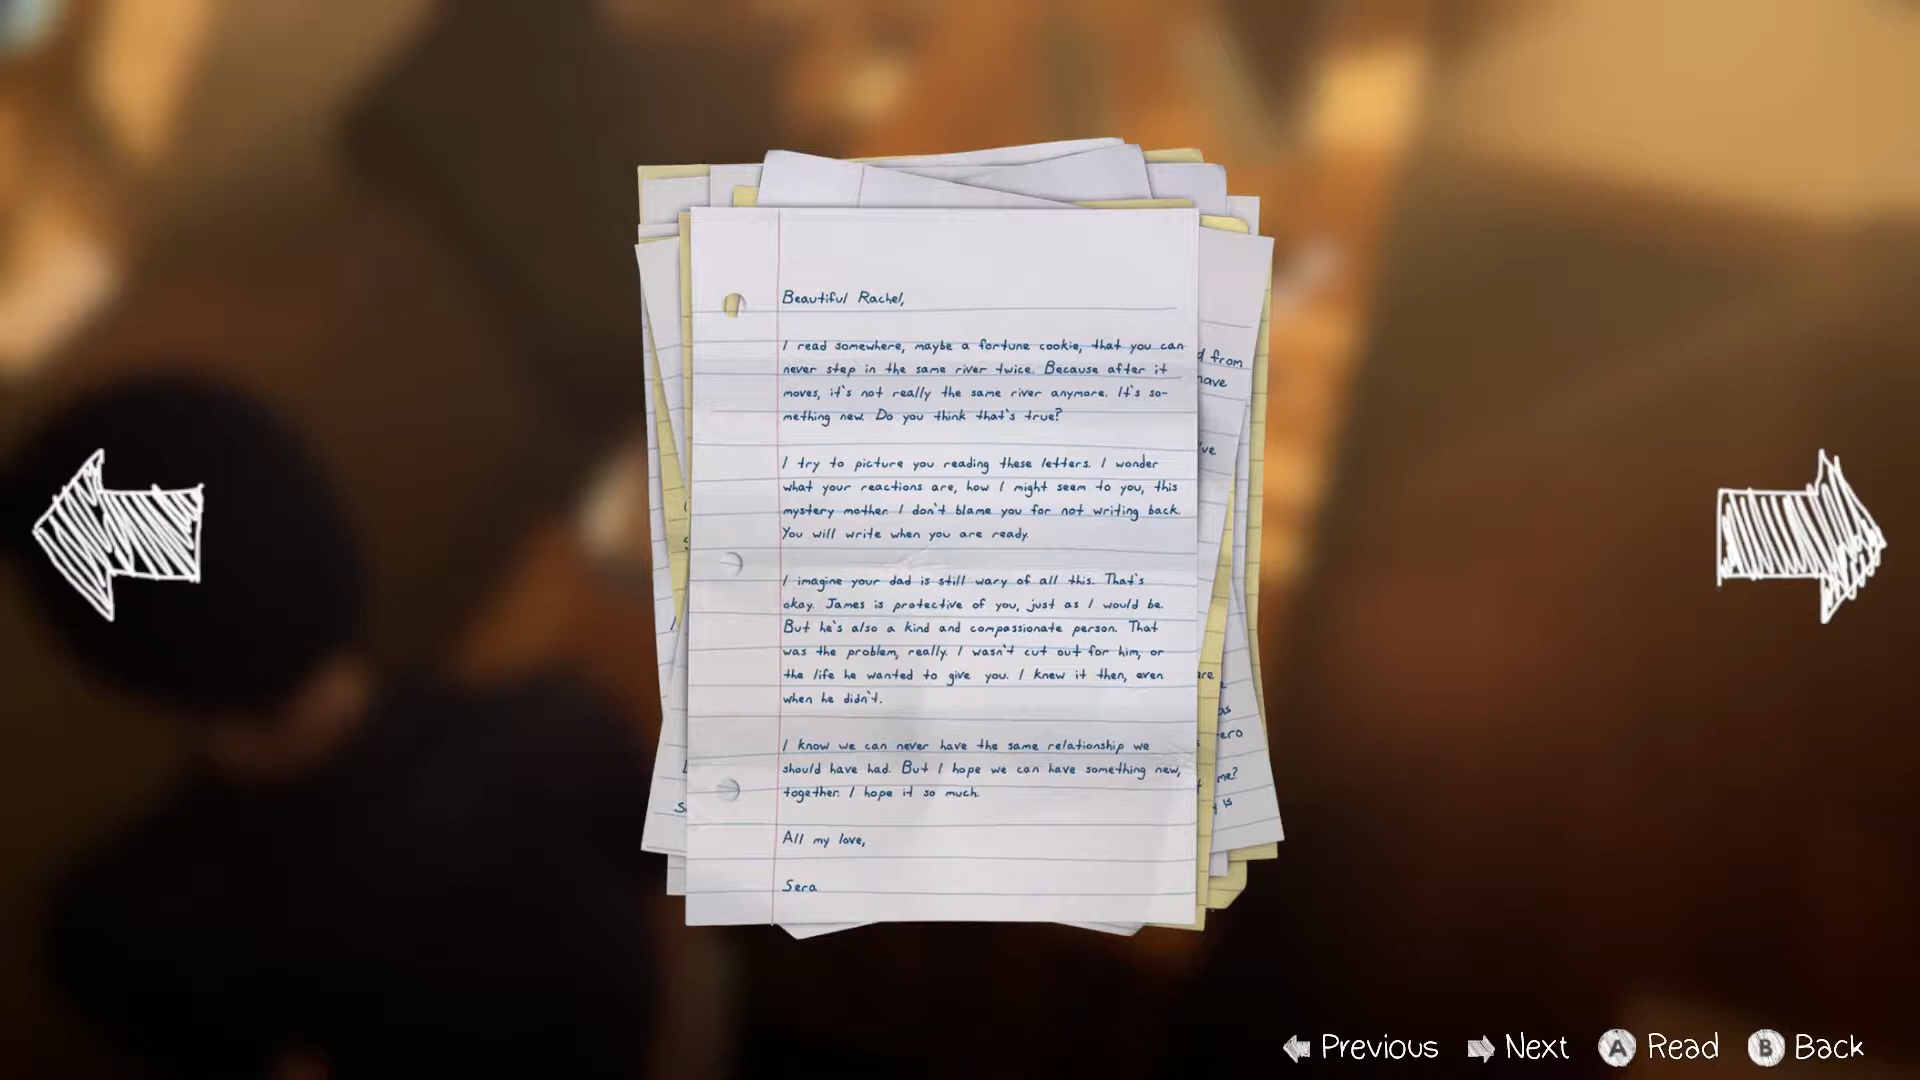 Beautiful Rachel,
I read somewhere, maybe a fortune cookie, that you can
never step in the same river twice. Because after it
moves, it's not really the same river anymore. It's so-
mething new. Do you think that's true?
I try to picture you reading these letters. I wonder
what your reactions are, how I might seem to you, this
mystery mother. I don't blame you for not writing back.
You will write when you are ready.
I imagine your dad is still wary of all this. That's
okay. James is protective of you, just as I would be.
But he's also a kind and compassionate person. That
was the problem, really. I wasn't cut out for him, or
the life he wanted to give you. I knew it then, even
when he didn't.
I know we can never have the same relationship we
should have had. But I hope we can have something new,
together. I hope it so much.
All my love,
Sera
from
have
've
are
as
ero
me?
is
Previous Next A Read B Back